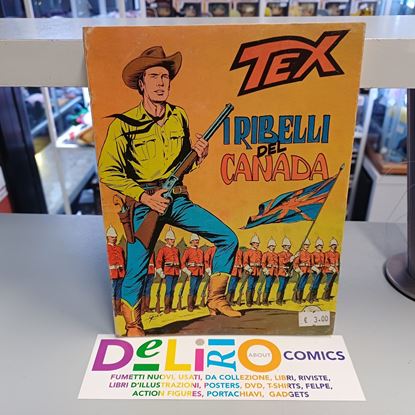 TEX
I RIBELLI
DEL
CANADA
€ 3.00
DeLiRiO
ABOUT
COMICS
FUMETTI NUOVI, USATI, DA COLLEZIONE, LIBRI, RIVISTE,
LIBRI D'ILLUSTRAZIONI, POSTERS, DVD, T-SHIRTS, FELPE,
ACTION FIGURES, PORTACHIAVI, GADGETS